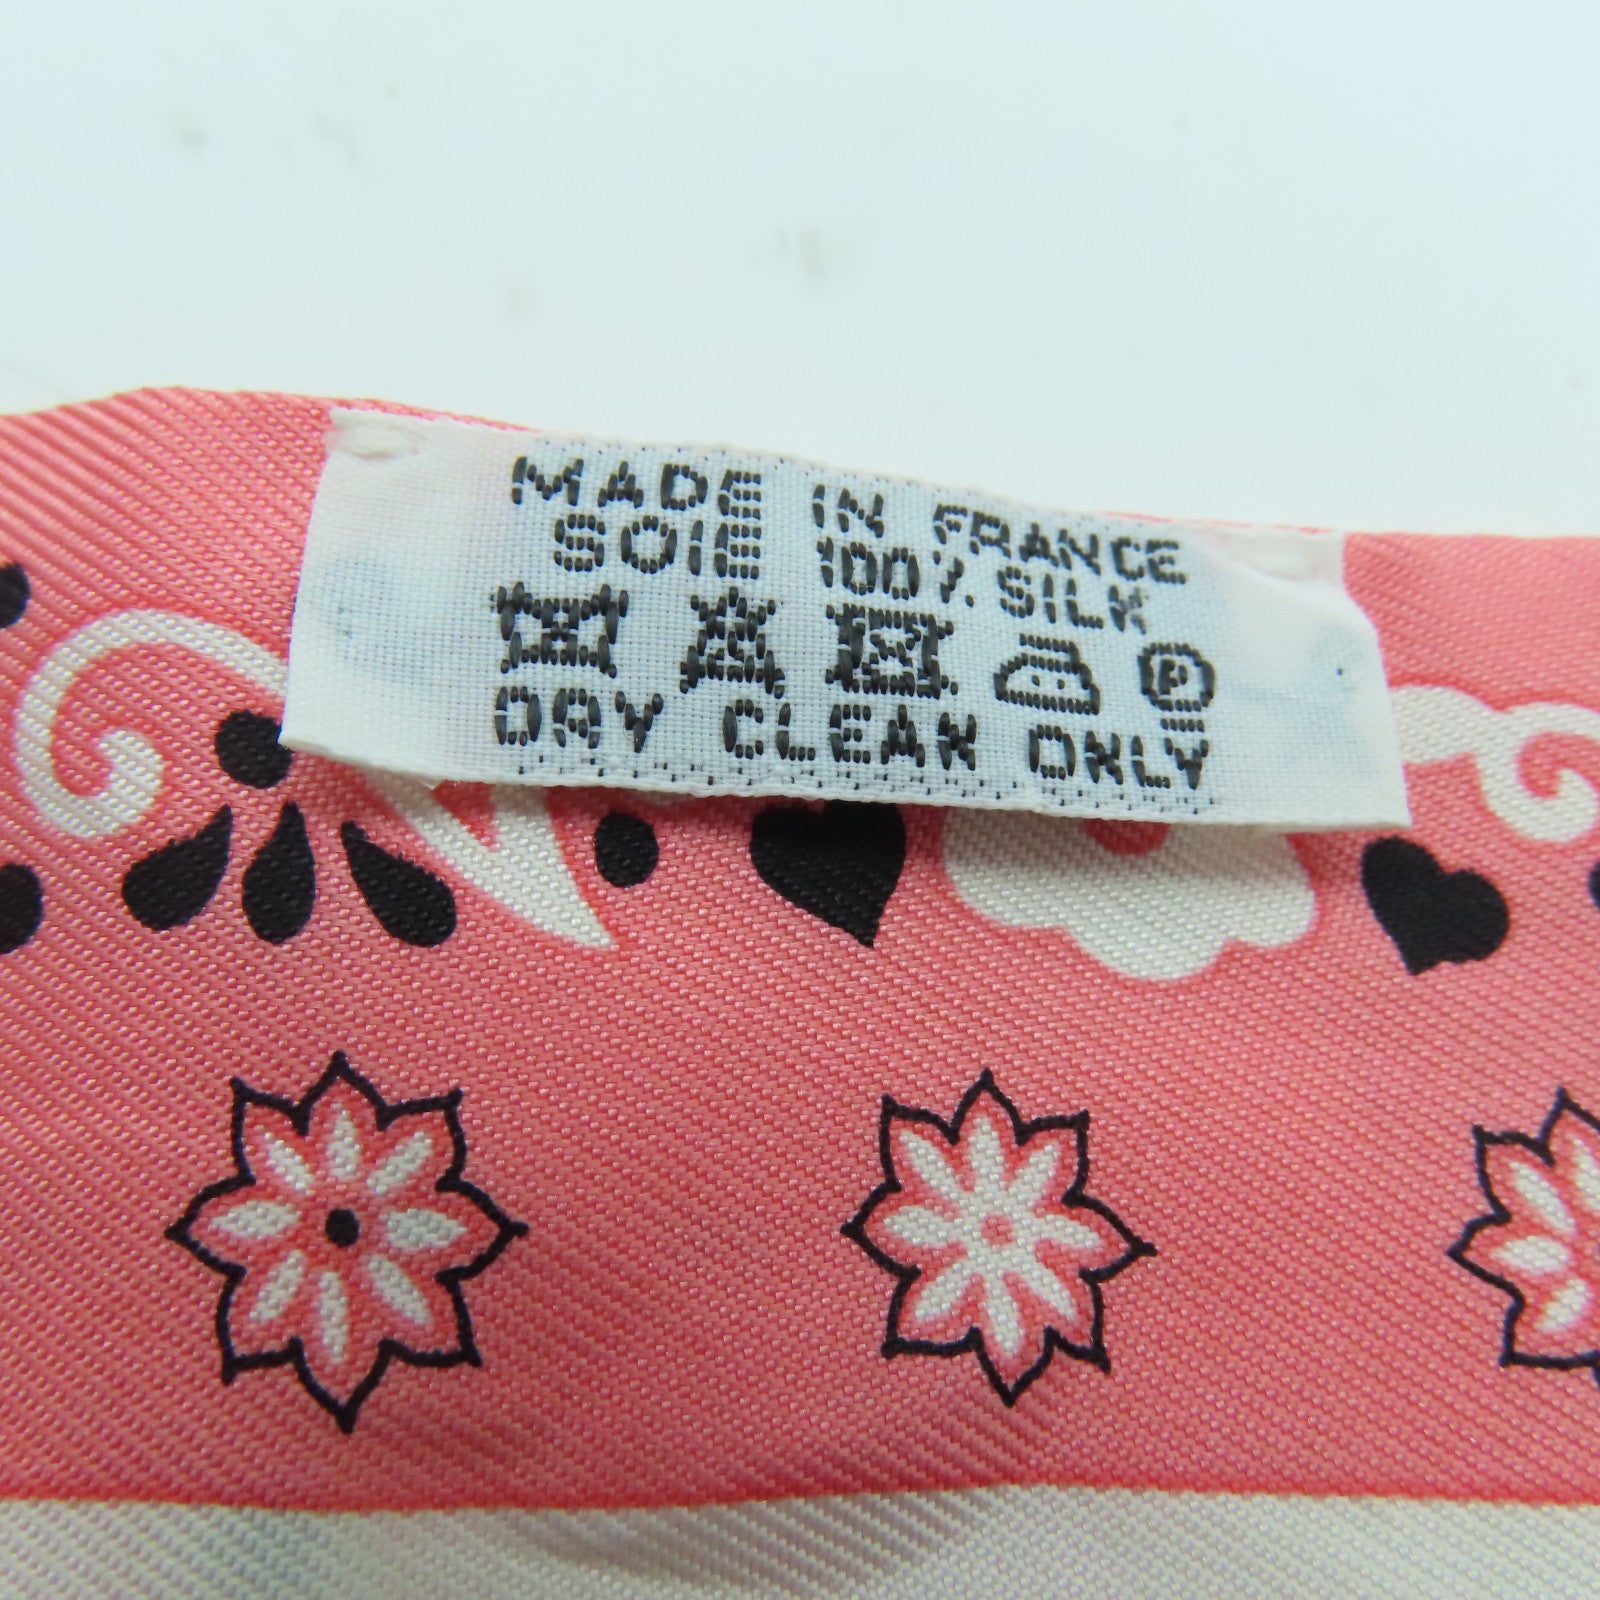 MADE IN FRANCE
SOIE 100% SILK
P
DRY CLEAN ONLY